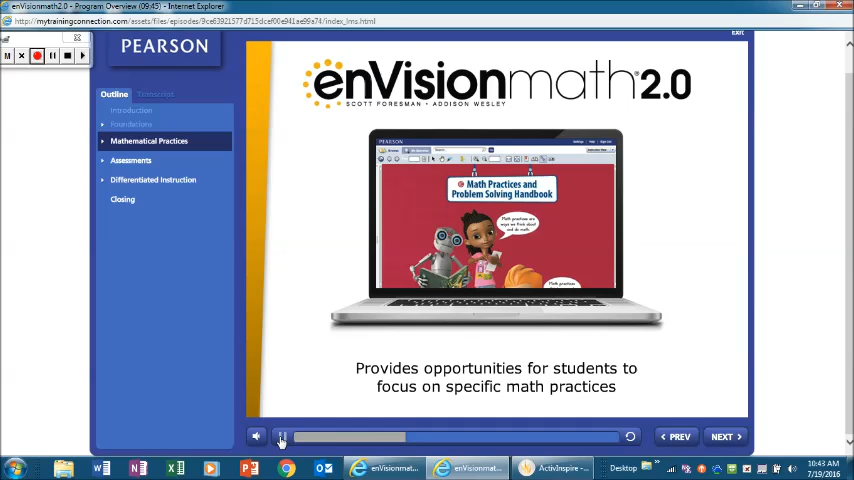 enVisionmath2.0 - Program Overview (09:45) - Internet Explorer
http://mytrainingconnection.com/assets/files/episodes/9ce63921577d715dcef00e941ae99a74/index_lms.html
M
PEARSON
EXIT
Outline
Transcript
Introduction
Foundations
Mathematical Practices
Assessments
Differentiated Instruction
Closing
enVisionmath2.0
SCOTT FORESMAN - ADDISON WESLEY
PEARSON
Math Practices and
Problem Solving Handbook
Math practices are
ways we think about
and do math.
Math practices
Provides opportunities for students to
focus on specific math practices
PREV
NEXT
enVisionmat...
enVisionmat...
ActivInspire -...
Desktop
10:43 AM
7/19/2016